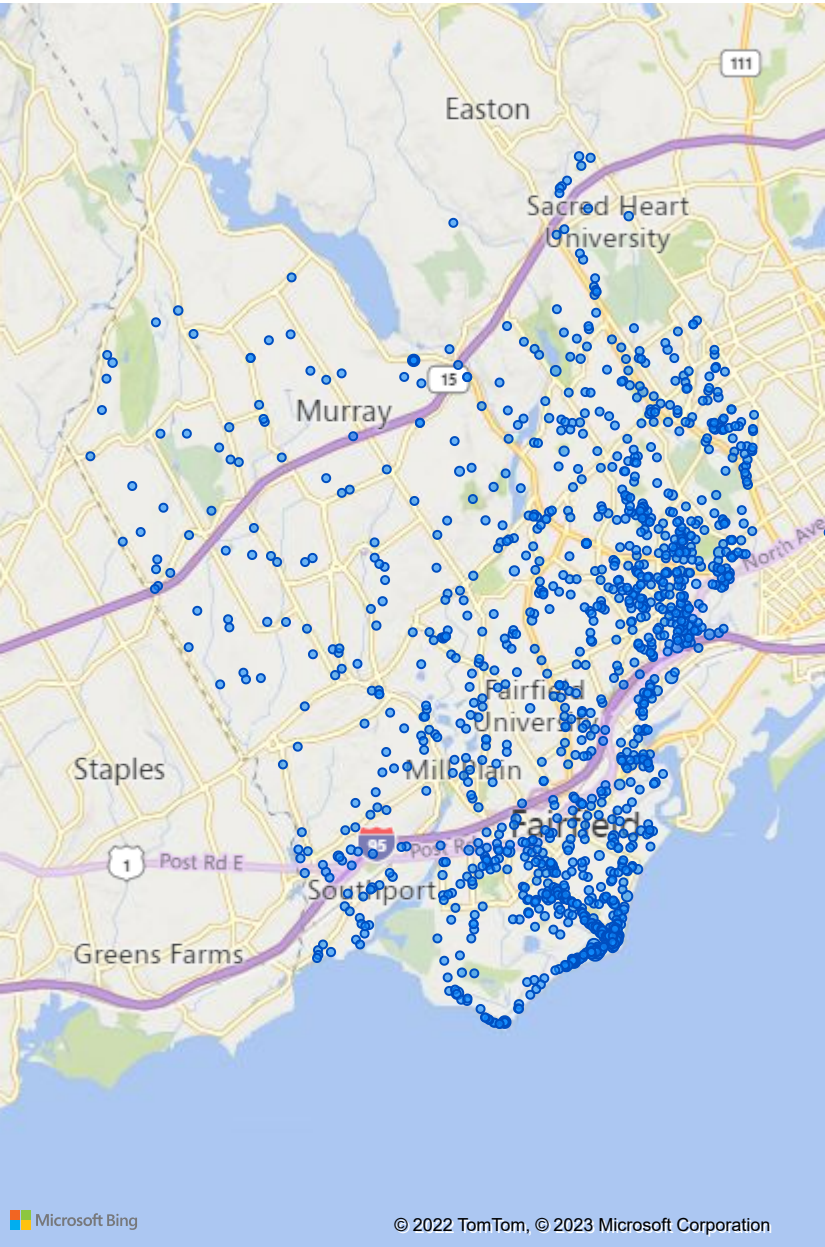 111
Easton
Sacred Heart
University
15
Murray
North Ave
Fairfield
University
Staples
Mill Plain
Fairfield
95
Post Rd
1
Post Rd E
Southport
Greens Farms
Microsoft Bing
© 2022 TomTom, © 2023 Microsoft Corporation